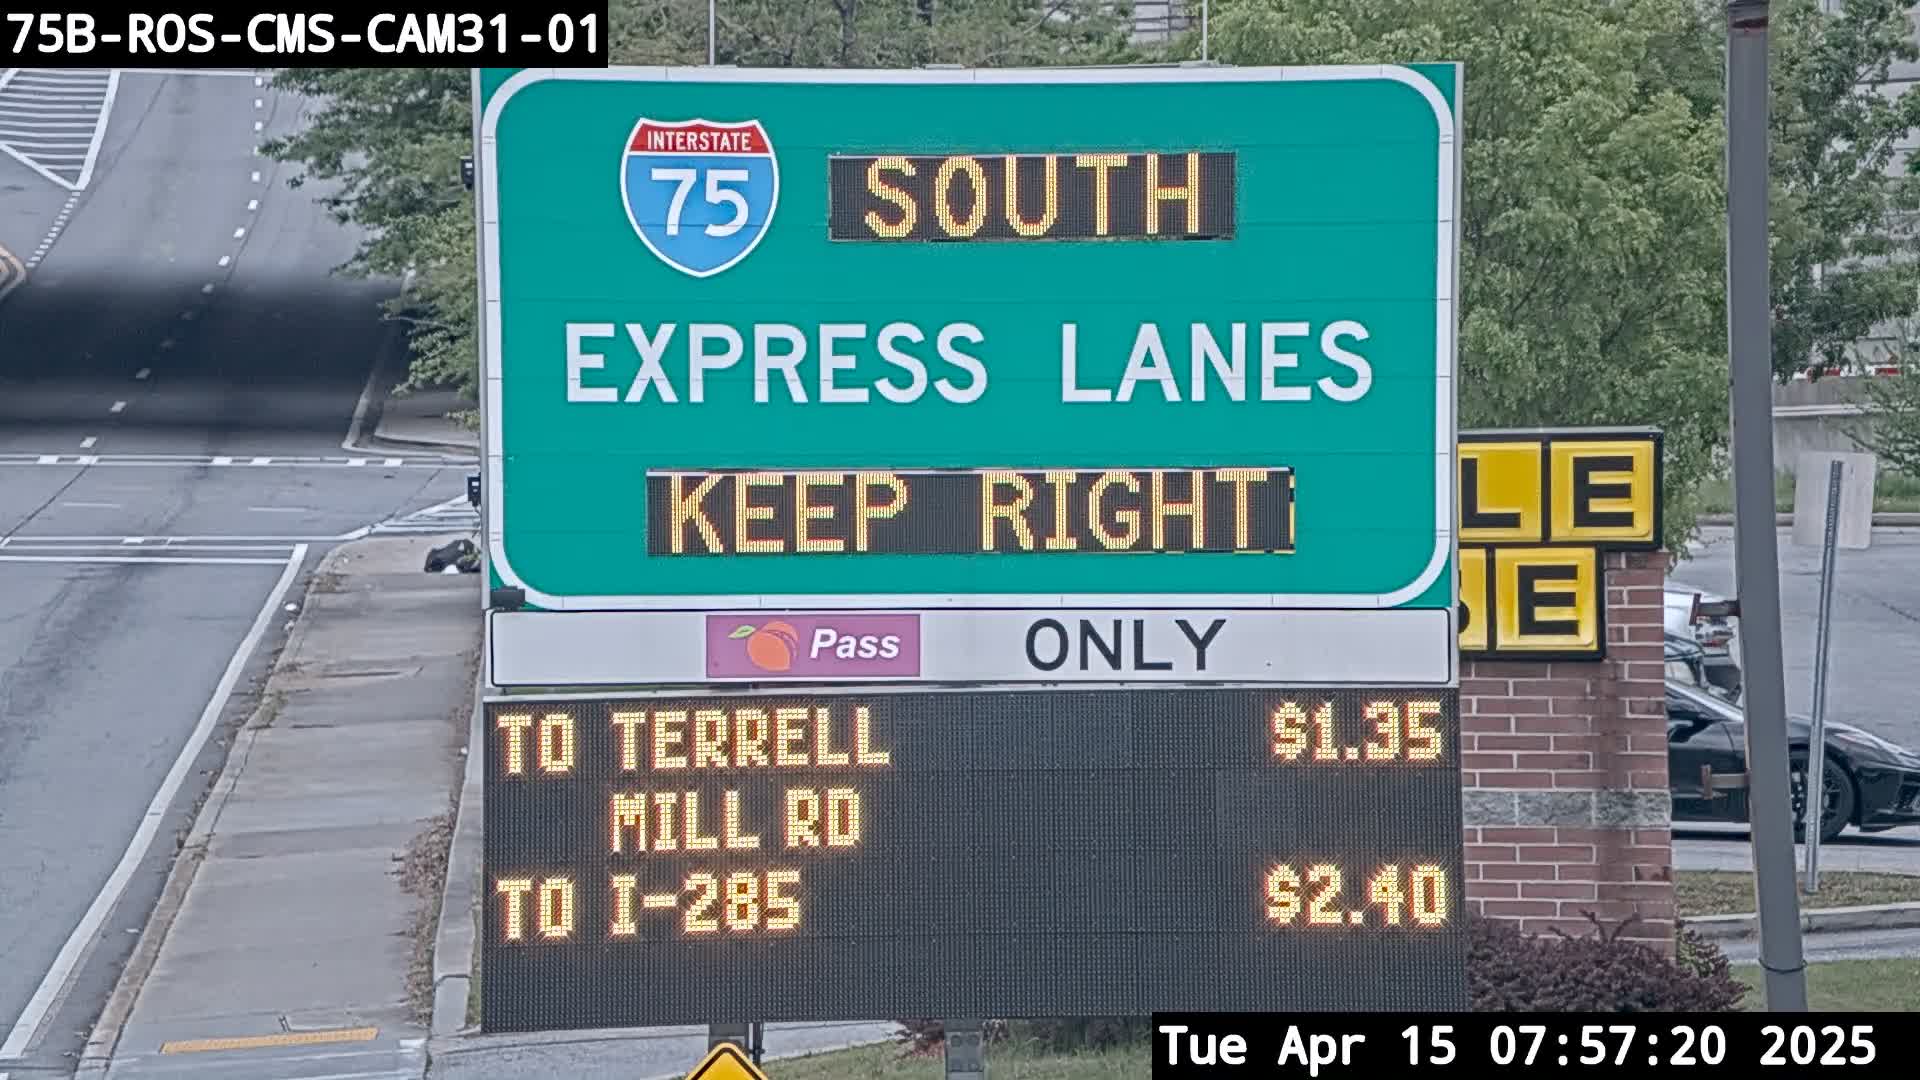 75B-ROS-CMS-CAM31-01
INTERSTATE
75
SOUTH
EXPRESS LANES
KEEP RIGHT
Pass ONLY
LE
E
TO TERRELL $1.35
MILL RD
TO I-285 $2.40
Tue Apr 15 07:57:20 2025